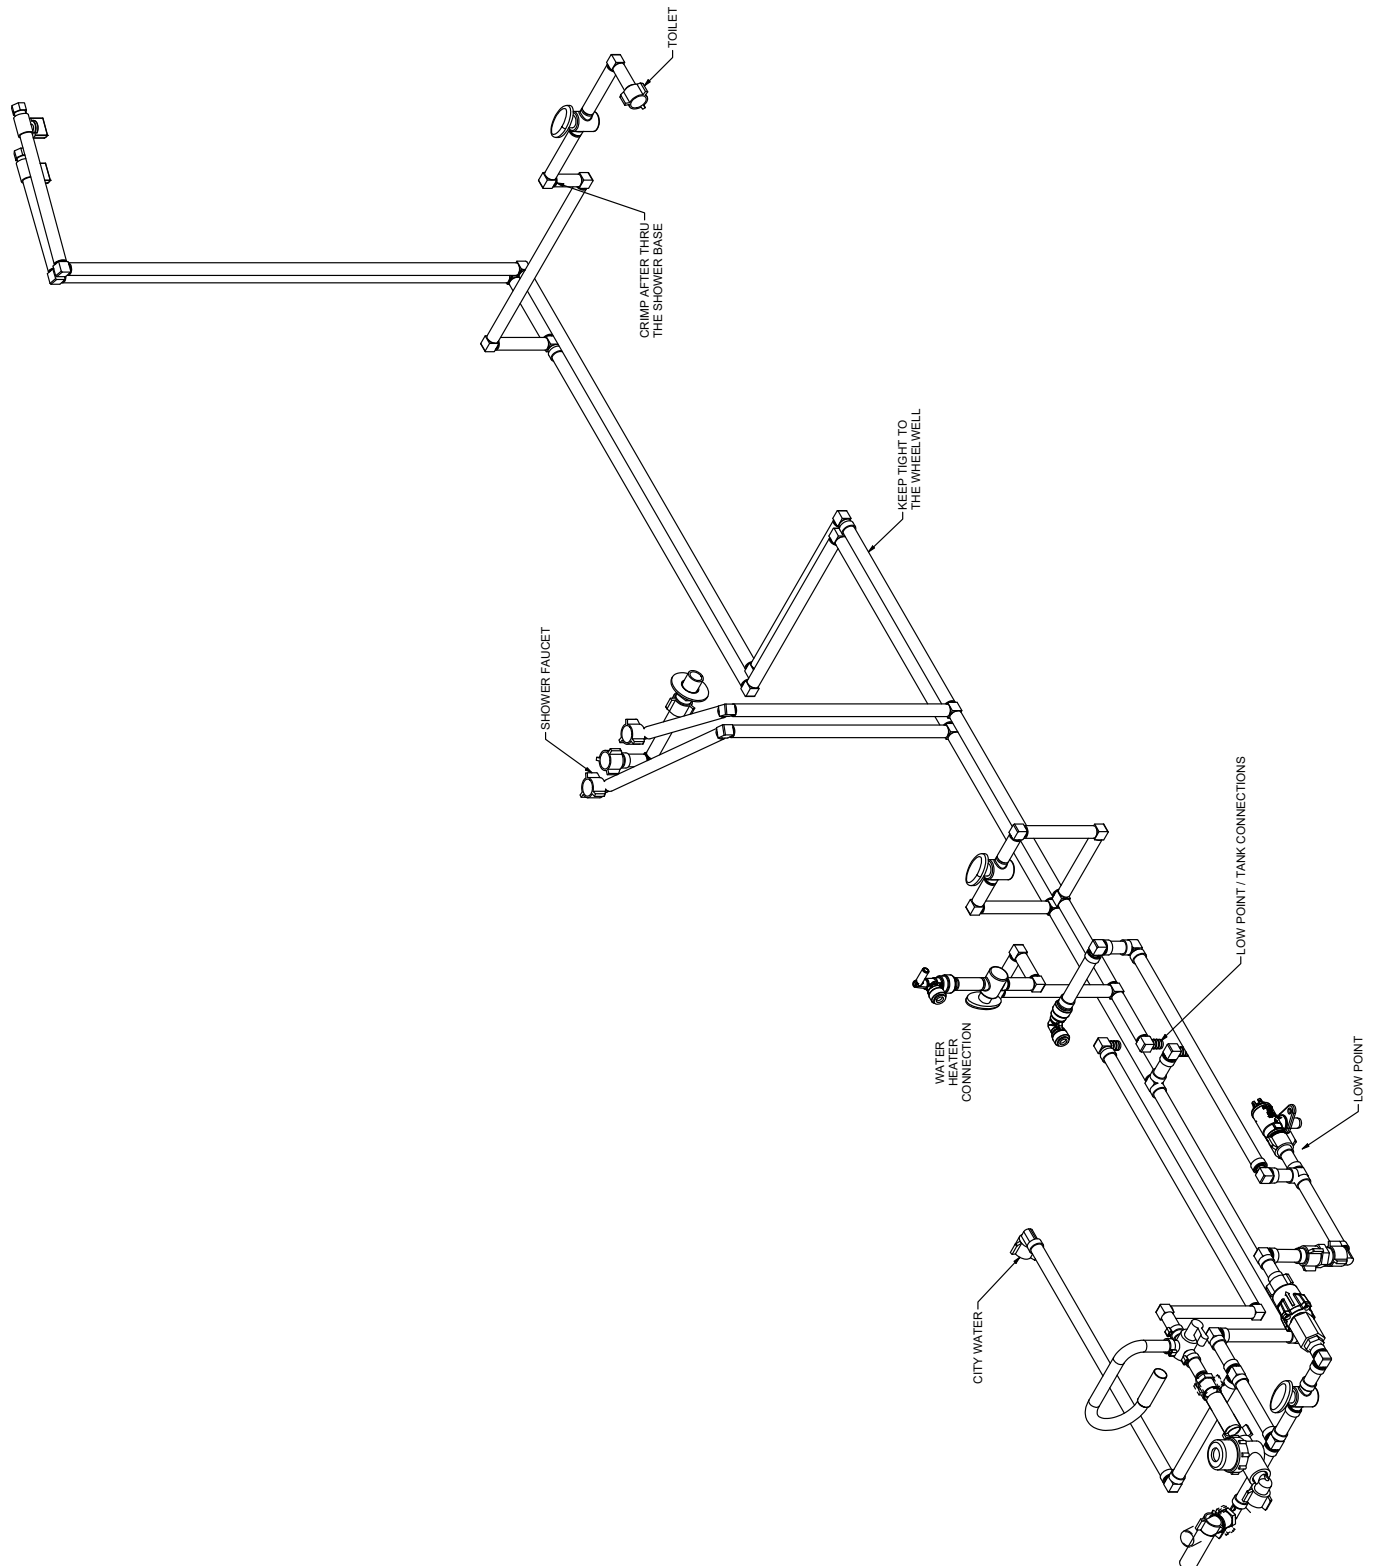 TOILET
CRIMP AFTER THRU
THE SHOWER BASE
KEEP TIGHT TO
THE WHEELWELL
SHOWER FAUCET
LOW POINT / TANK CONNECTIONS
WATER
HEATER
CONNECTION
LOW POINT
CITY WATER